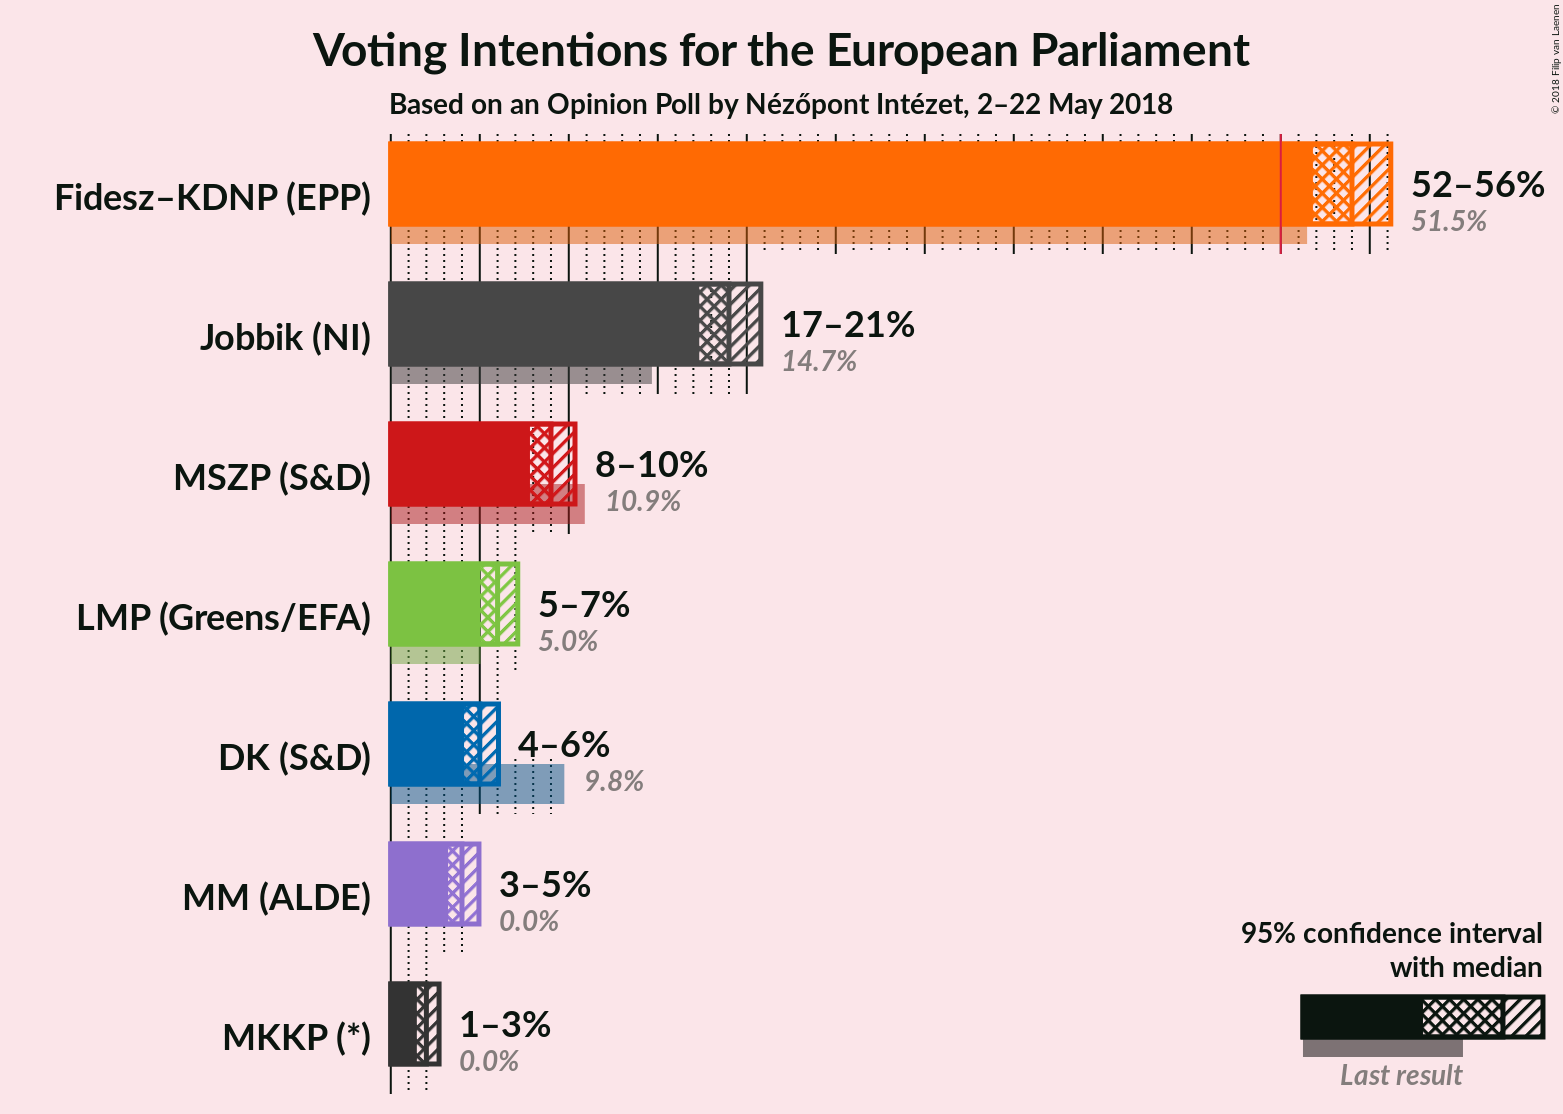 Voting Intentions for the European Parliament
Based on an Opinion Poll by Nézőpont Intézet, 2–22 May 2018
© 2018 Filip van Laenen
Fidesz–KDNP (EPP)
52–56%
51.5%
Jobbik (NI)
17–21%
14.7%
MSZP (S&D)
8–10%
10.9%
LMP (Greens/EFA)
5–7%
5.0%
DK (S&D)
4–6%
9.8%
MM (ALDE)
3–5%
0.0%
MKKP (*)
1–3%
0.0%
95% confidence interval
with median
Last result